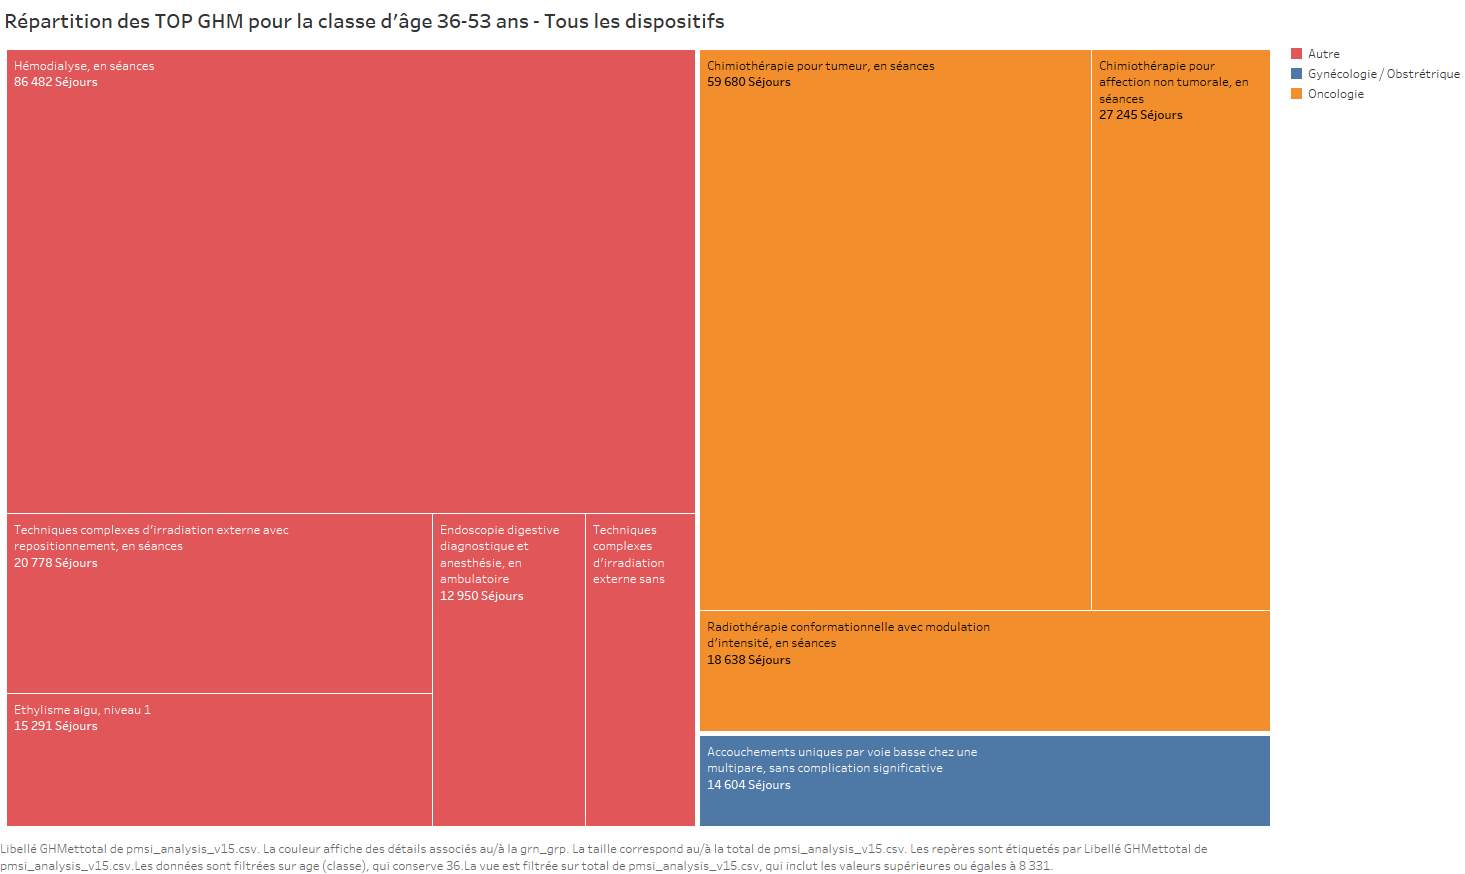 Répartition des TOP GHM pour la classe d’âge 36-53 ans - Tous les dispositifs
Hémodialyse, en séances
86 482 Séjours
Techniques complexes d’irradiation externe avec
repositionnement, en séances
20 778 Séjours
Ethylisme aigu, niveau 1
15 291 Séjours
Endoscopie digestive
diagnostique et
anesthésie, en
ambulatoire
12 950 Séjours
Techniques
complexes
d’irradiation
externe sans
Chimiothérapie pour tumeur, en séances
59 680 Séjours
Chimiothérapie pour
affection non tumorale, en
séances
27 245 Séjours
Radiothérapie conformationnelle avec modulation
d’intensité, en séances
18 638 Séjours
Accouchements uniques par voie basse chez une
multipare, sans complication significative
14 604 Séjours
Autre
Gynécologie / Obstrétrique
Oncologie
Libellé GHMettotal de pmsi_analysis_v15.csv. La couleur affiche des détails associés au/à la grn_grp. La taille correspond au/à la total de pmsi_analysis_v15.csv. Les repères sont étiquetés par Libellé GHMettotal de
pmsi_analysis_v15.csv.Les données sont filtrées sur age (classe), qui conserve 36.La vue est filtrée sur total de pmsi_analysis_v15.csv, qui inclut les valeurs supérieures ou égales à 8 331.